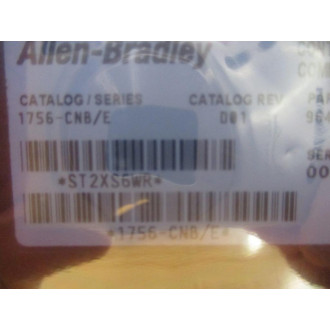 Allen-Bradley
CATALOG/SERIES CATALOG REV
1756-CNB/E D01
*ST2XS6WR*
*1756-CNB/E*